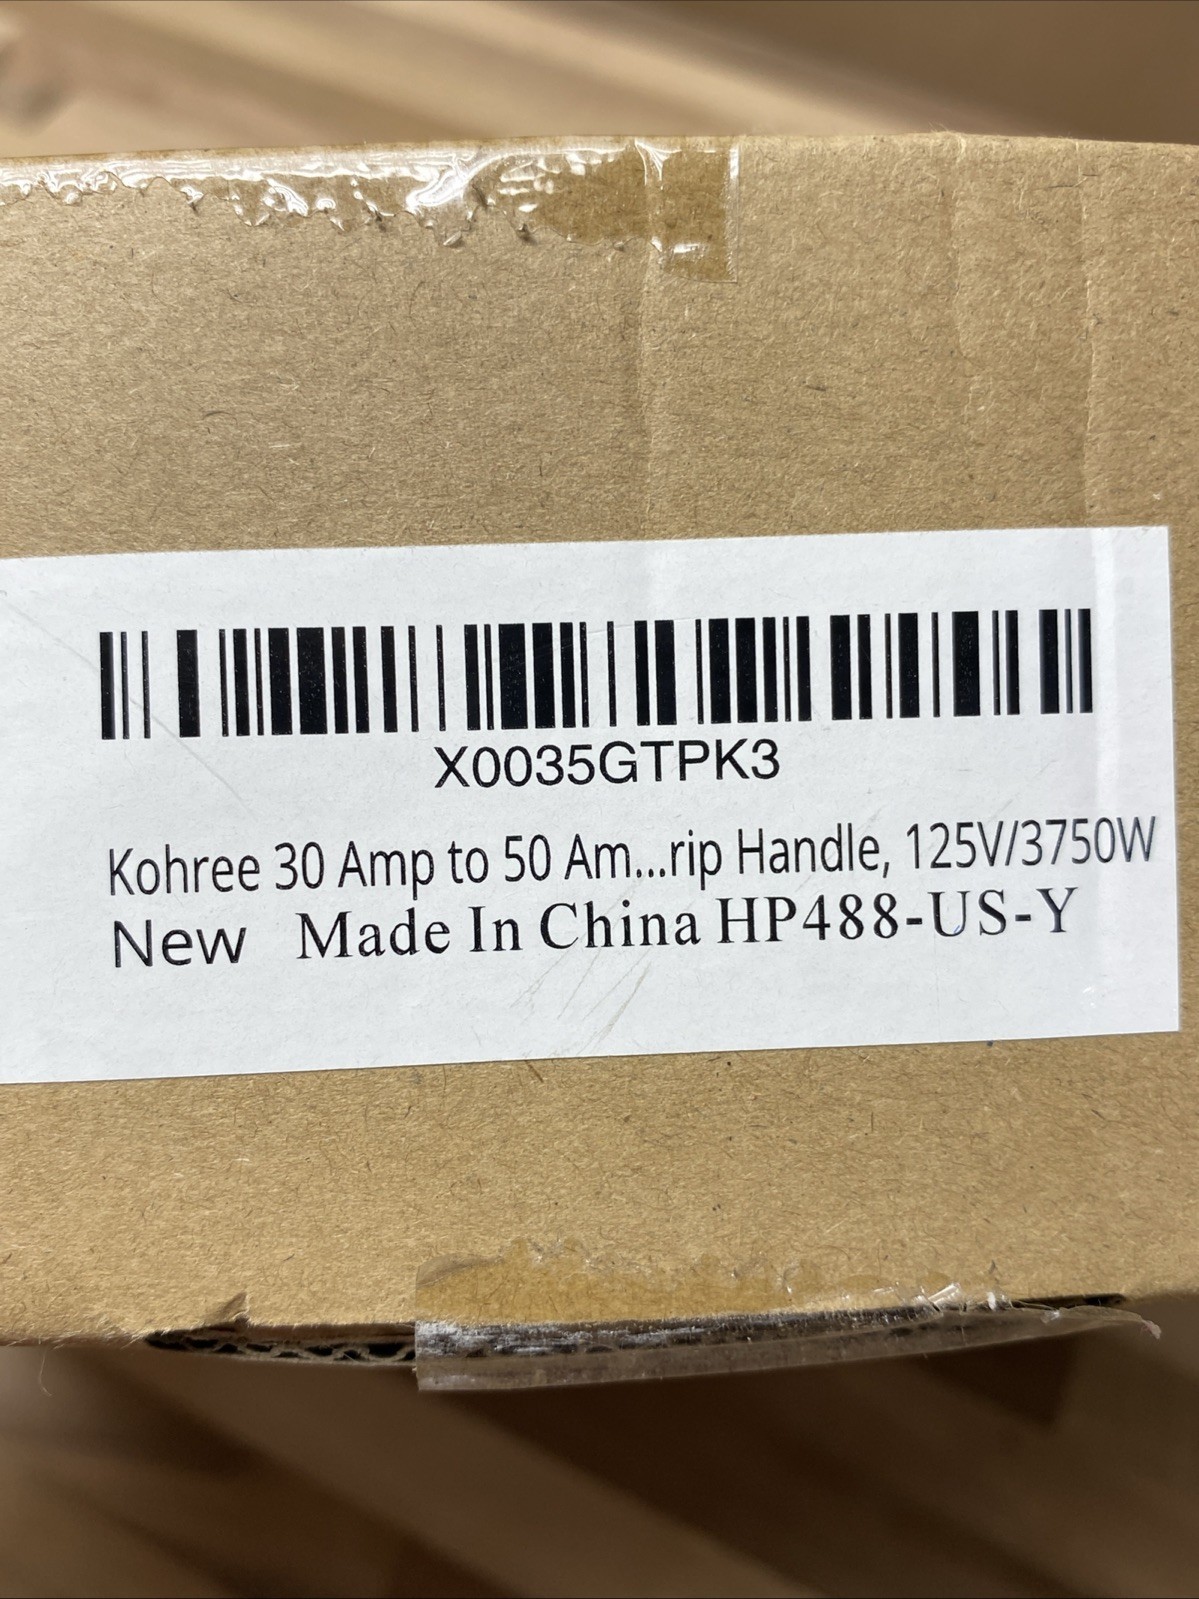 X0035GTPK3
Kohree 30 Amp to 50 Am...rip Handle, 125V/3750W
New Made In China HP488-US-Y